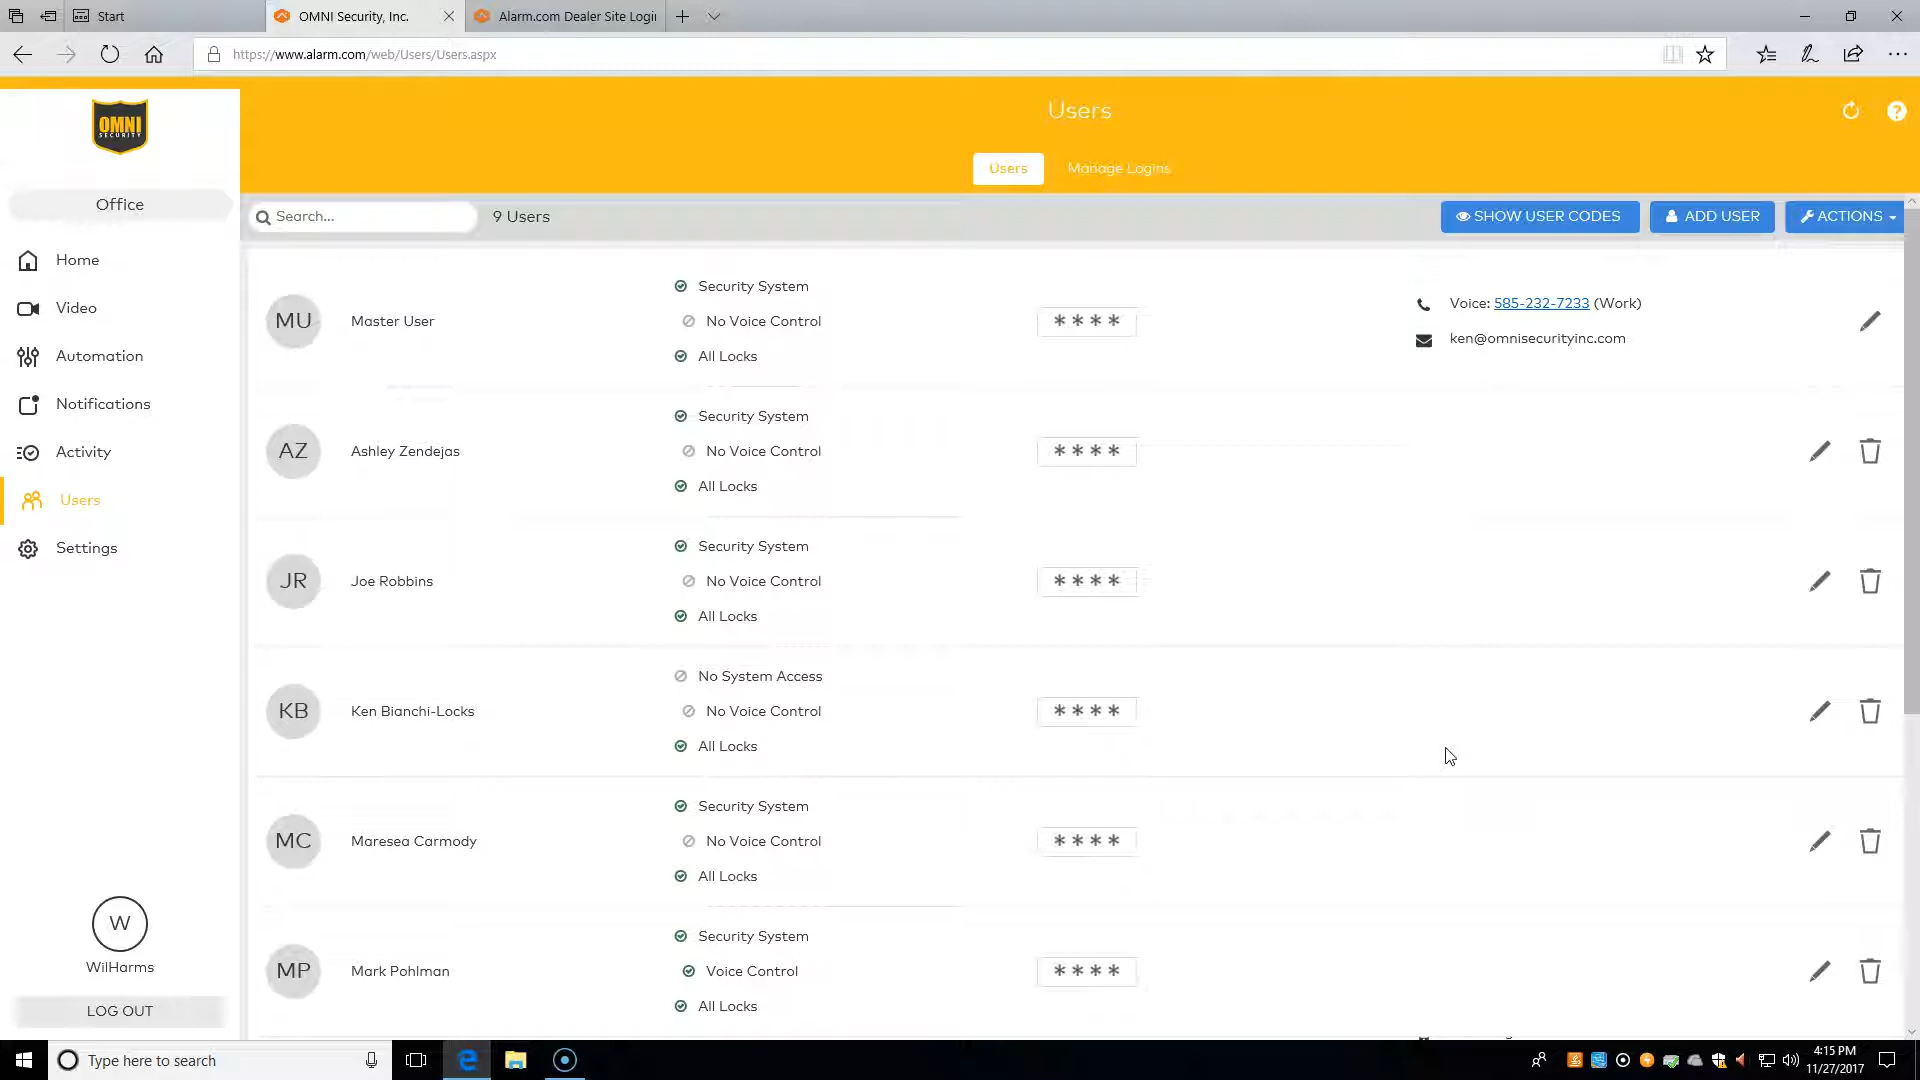 Start
OMNI Security, Inc.
Alarm.com Dealer Site Logi
https://www.alarm.com/web/Users/Users.aspx
OMNI
SECURITY
Users
Users
Manage Logins
Office
Search...
9 Users
SHOW USER CODES
ADD USER
ACTIONS
Home
Video
Automation
Notifications
Activity
Users
Settings
MU
Master User
Security System
No Voice Control
All Locks
****
Voice: 585-232-7233 (Work)
ken@omnisecurityinc.com
AZ
Ashley Zendejas
Security System
No Voice Control
All Locks
****
JR
Joe Robbins
Security System
No Voice Control
All Locks
****
KB
Ken Bianchi-Locks
No System Access
No Voice Control
All Locks
****
MC
Maresea Carmody
Security System
No Voice Control
All Locks
****
MP
Mark Pohlman
Security System
Voice Control
All Locks
****
W
WilHarms
LOG OUT
Type here to search
4:15 PM
11/27/2017